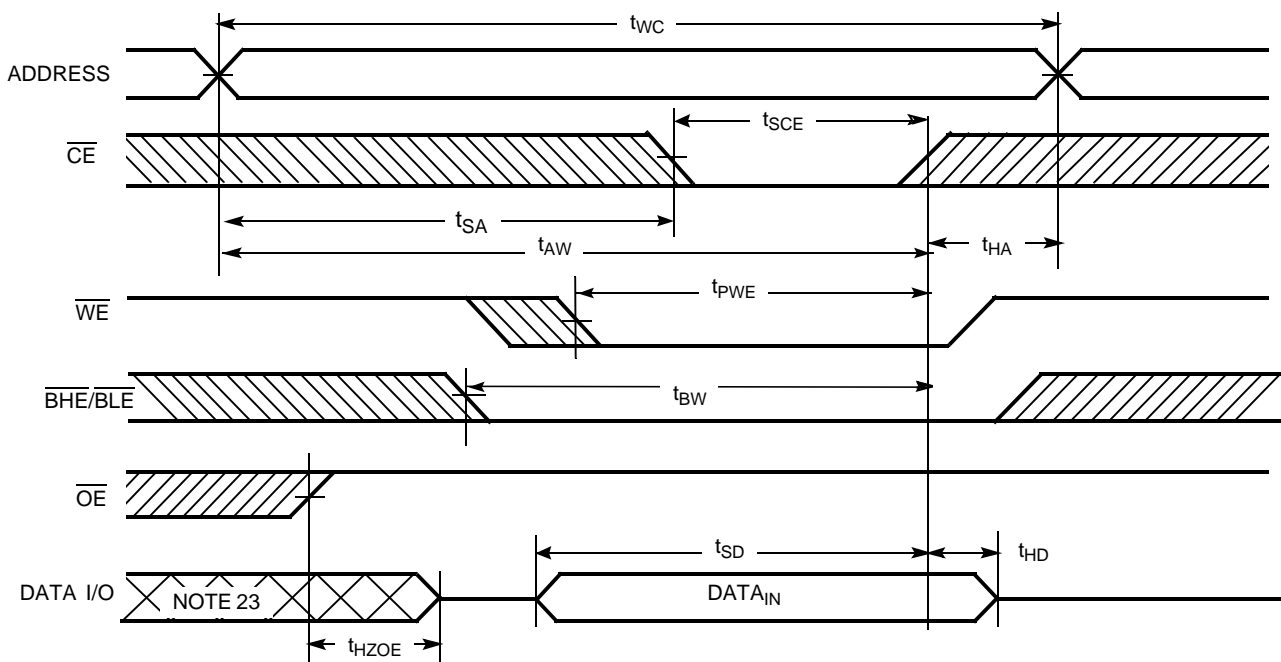 tWC
ADDRESS
tSCE
CE
tSA
tAW
tHA
tPWE
WE
BHE/BLE
tBW
OE
tSD
tHD
DATA I/O
NOTE 23
DATAIN
tHZOE